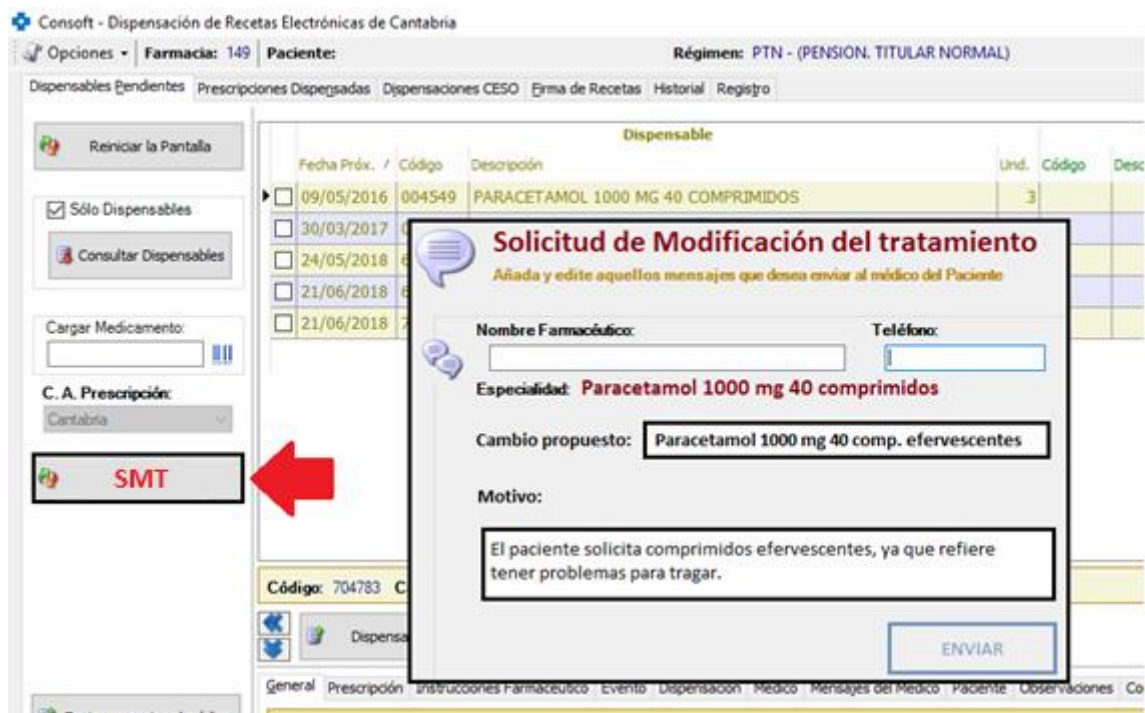 Consoft - Dispensación de Recetas Electrónicas de Cantabria
Opciones Farmacia: 149 Paciente: Régimen: PTN - (PENSION. TITULAR NORMAL)
Dispensables Pendientes Prescripciones Dispensadas Dispensaciones CESO Firma de Recetas Historial Registro
Reiniciar la Pantalla
Sólo Dispensables
Consultar Dispensables
Cargar Medicamento:
C. A. Prescripción:
Cantabria
SMT
Dispensable
Fecha Próx. / Código Descripción Und. Código Desc
09/05/2016 004549 PARACETAMOL 1000 MG 40 COMPRIMIDOS 3
30/03/2017
24/05/2018 6
21/06/2018 6
21/06/2018 7
Solicitud de Modificación del tratamiento
Añada y edite aquellos mensajes que desea enviar al médico del Paciente
Nombre Farmacéutico: Teléfono:
Especialidad: Paracetamol 1000 mg 40 comprimidos
Cambio propuesto: Paracetamol 1000 mg 40 comp. efervescentes
Motivo:
El paciente solicita comprimidos efervescentes, ya que refiere
tener problemas para tragar.
ENVIAR
Código: 704783 C
Dispensa
General Prescripción Instrucciones Farmacéutico Evento Dispensación Médico Mensajes del Médico Paciente Observaciones Co